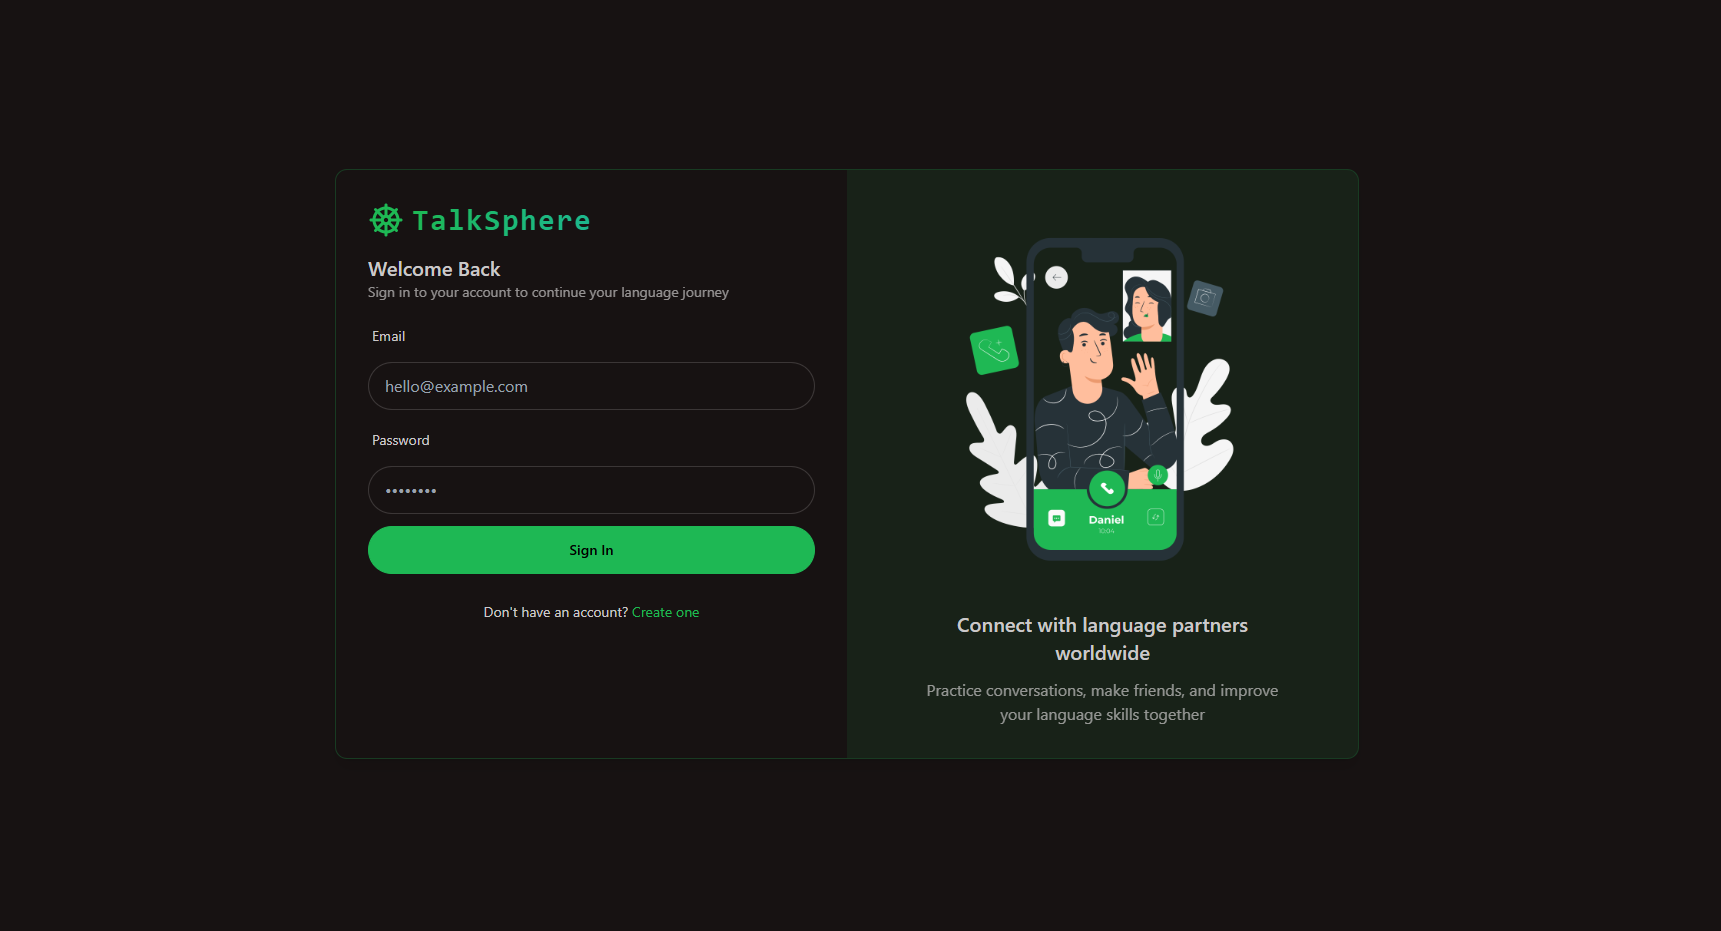 TalkSphere
Welcome Back
Sign in to your account to continue your language journey
Email
hello@example.com
Password
••••••••
Sign In
Don't have an account? Create one
Daniel
10:04
Connect with language partners
worldwide
Practice conversations, make friends, and improve
your language skills together